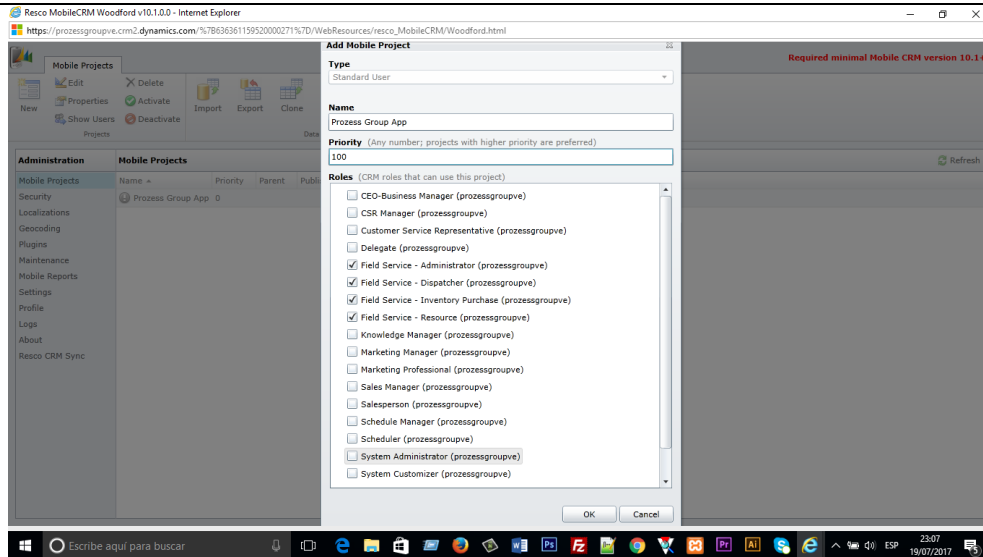 Resco MobileCRM Woodford v10.1.0.0 - Internet Explorer
https://prozessgroupve.crm2.dynamics.com/%7B636361159520000271%7D/WebResources/resco_MobileCRM/Woodford.html
Mobile Projects
Required minimal Mobile CRM version 10.1
New
Edit
Properties
Show Users
Delete
Activate
Deactivate
Import
Export
Clone
Projects
Data
Administration
Mobile Projects
Security
Localizations
Geocoding
Plugins
Maintenance
Mobile Reports
Settings
Profile
Logs
About
Resco CRM Sync
Mobile Projects
Refresh
Name Priority Parent Publi
Prozess Group App 0
Add Mobile Project
Type
Standard User
Name
Prozess Group App
Priority (Any number; projects with higher priority are preferred)
100
Roles (CRM roles that can use this project)
CEO-Business Manager (prozessgroupve)
CSR Manager (prozessgroupve)
Customer Service Representative (prozessgroupve)
Delegate (prozessgroupve)
Field Service - Administrator (prozessgroupve)
Field Service - Dispatcher (prozessgroupve)
Field Service - Inventory Purchase (prozessgroupve)
Field Service - Resource (prozessgroupve)
Knowledge Manager (prozessgroupve)
Marketing Manager (prozessgroupve)
Marketing Professional (prozessgroupve)
Sales Manager (prozessgroupve)
Salesperson (prozessgroupve)
Schedule Manager (prozessgroupve)
Scheduler (prozessgroupve)
System Administrator (prozessgroupve)
System Customizer (prozessgroupve)
OK Cancel
Escribe aquí para buscar
W Ps Fz Pr Ai S
ESP
23:07
19/07/2017
5